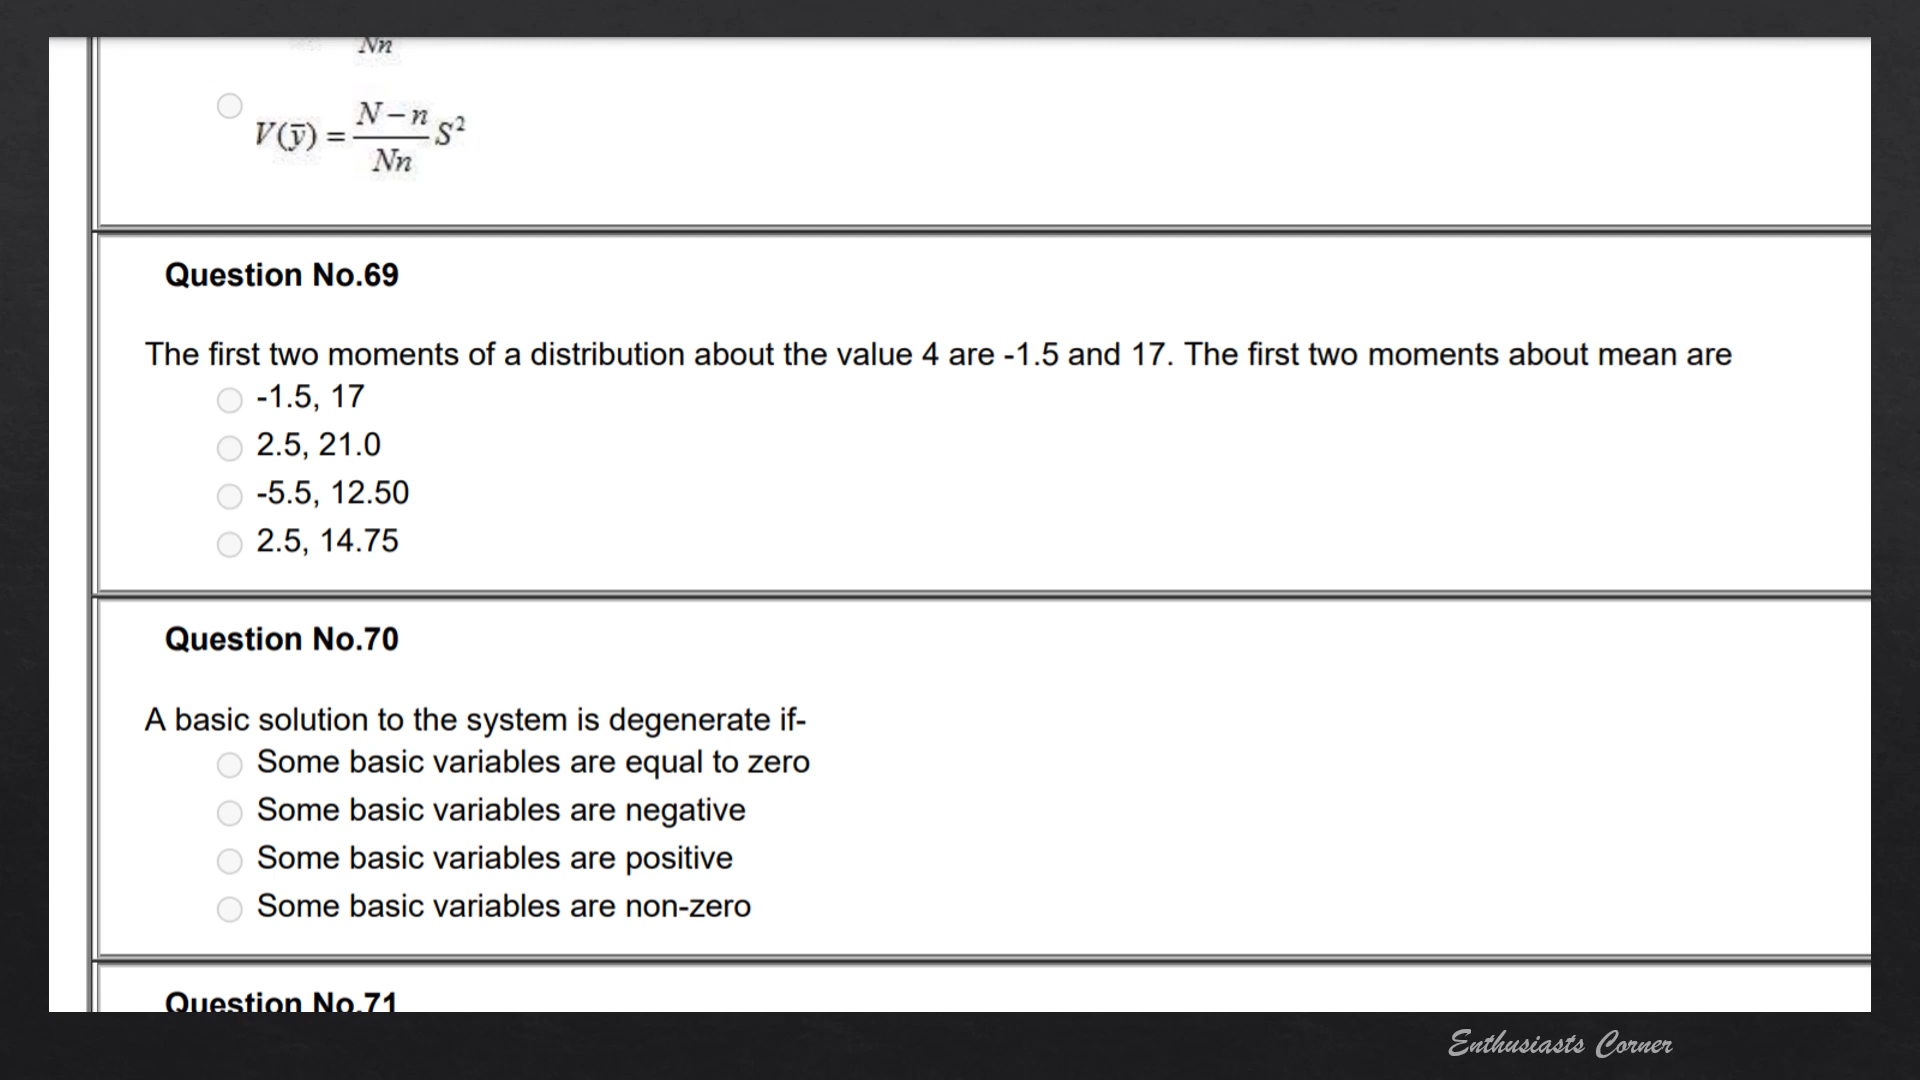 Nn
V(ȳ) = N − n / Nn S²
Question No.69
The first two moments of a distribution about the value 4 are -1.5 and 17. The first two moments about mean are
-1.5, 17
2.5, 21.0
-5.5, 12.50
2.5, 14.75
Question No.70
A basic solution to the system is degenerate if-
Some basic variables are equal to zero
Some basic variables are negative
Some basic variables are positive
Some basic variables are non-zero
Question No.71
Enthusiasts Corner